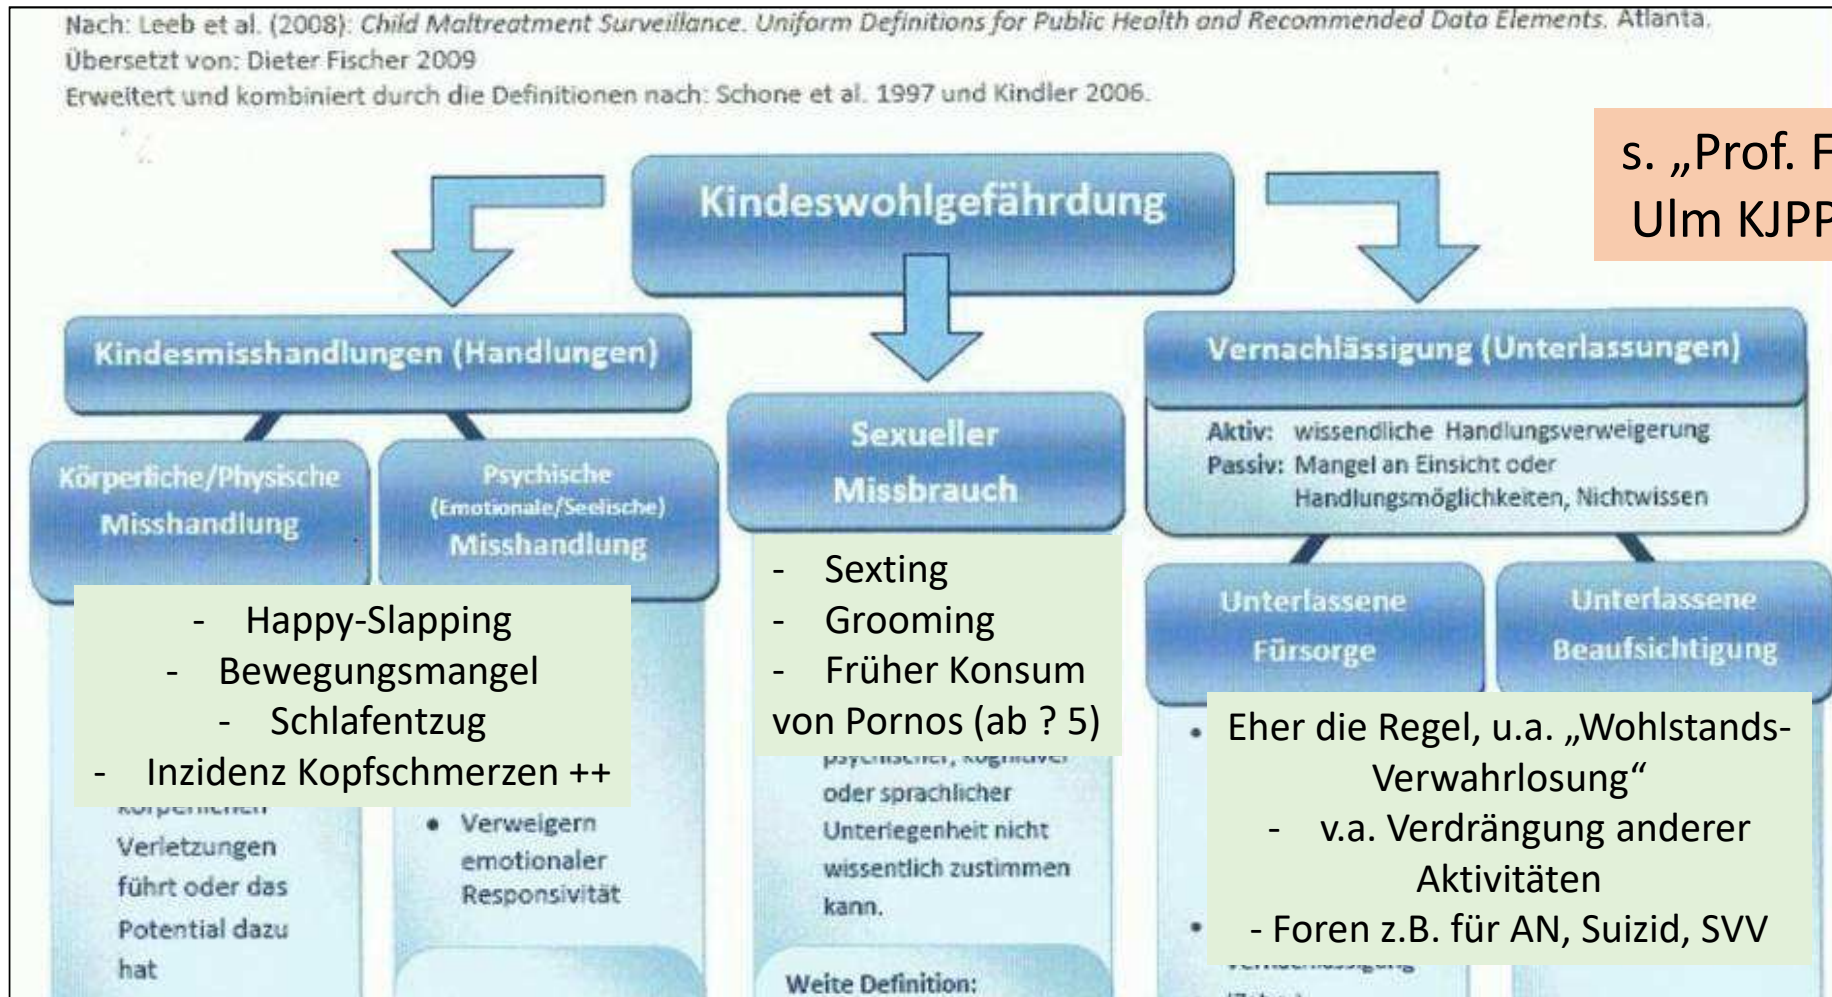 Nach: Leeb et al. (2008): Child Maltreatment Surveillance. Uniform Definitions for Public Health and Recommended Data Elements. Atlanta.
Übersetzt von: Dieter Fischer 2009
Erweitert und kombiniert durch die Definitionen nach: Schone et al. 1997 und Kindler 2006.
s. „Prof. F
Ulm KJPP
Kindeswohlgefährdung
Kindesmisshandlungen (Handlungen)
Körperliche/Physische
Misshandlung
Psychische
(Emotionale/Seelische)
Misshandlung
- Happy-Slapping
- Bewegungsmangel
- Schlafentzug
- Inzidenz Kopfschmerzen ++
körperlichen
Verletzungen
führt oder das
Potential dazu
hat
• Verweigern
emotionaler
Responsivität
Sexueller
Missbrauch
- Sexting
- Grooming
- Früher Konsum
von Pornos (ab ? 5)
psychischer, kognitiver
oder sprachlicher
Unterlegenheit nicht
wissentlich zustimmen
kann.
Weite Definition:
Vernachlässigung (Unterlassungen)
Aktiv: wissendliche Handlungsverweigerung
Passiv: Mangel an Einsicht oder
Handlungsmöglichkeiten, Nichtwissen
Unterlassene
Fürsorge
Unterlassene
Beaufsichtigung
• Eher die Regel, u.a. „Wohlstands-
Verwahrlosung“
- v.a. Verdrängung anderer
Aktivitäten
• - Foren z.B. für AN, Suizid, SVV